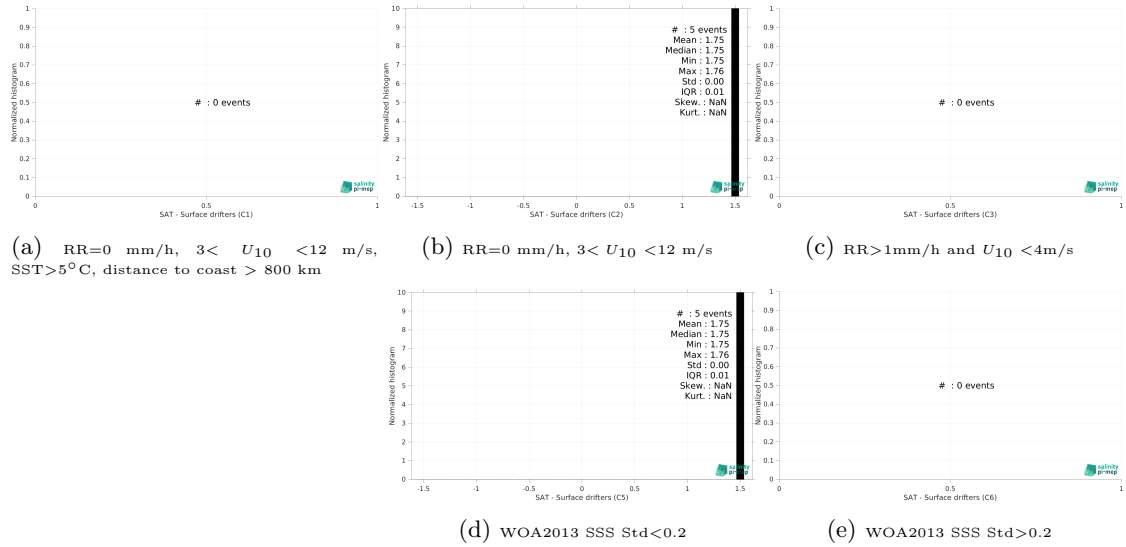 1
0.9
0.8
0.7
0.6
0.5
0.4
0.3
0.2
0.1
0
Normalized histogram
# : 0 events
salinity
pi-mep
0 0.5 1
SAT - Surface drifters (C1)
(a) RR=0 mm/h, 3< U10 <12 m/s,
SST>5°C, distance to coast > 800 km
10
9
8
7
6
5
4
3
2
1
0
Normalized histogram
# : 5 events
Mean : 1.75
Median : 1.75
Min : 1.75
Max : 1.76
Std : 0.00
IQR : 0.01
Skew. : NaN
Kurt. : NaN
salinity
pi-mep
-1.5 -1 -0.5 0 0.5 1 1.5
SAT - Surface drifters (C2)
(b) RR=0 mm/h, 3< U10 <12 m/s
1
0.9
0.8
0.7
0.6
0.5
0.4
0.3
0.2
0.1
0
Normalized histogram
# : 0 events
salinity
pi-mep
0 0.5 1
SAT - Surface drifters (C3)
(c) RR>1mm/h and U10 <4m/s
10
9
8
7
6
5
4
3
2
1
0
Normalized histogram
# : 5 events
Mean : 1.75
Median : 1.75
Min : 1.75
Max : 1.76
Std : 0.00
IQR : 0.01
Skew. : NaN
Kurt. : NaN
salinity
pi-mep
-1.5 -1 -0.5 0 0.5 1 1.5
SAT - Surface drifters (C5)
(d) WOA2013 SSS Std<0.2
1
0.9
0.8
0.7
0.6
0.5
0.4
0.3
0.2
0.1
0
Normalized histogram
# : 0 events
salinity
pi-mep
0 0.5 1
SAT - Surface drifters (C6)
(e) WOA2013 SSS Std>0.2